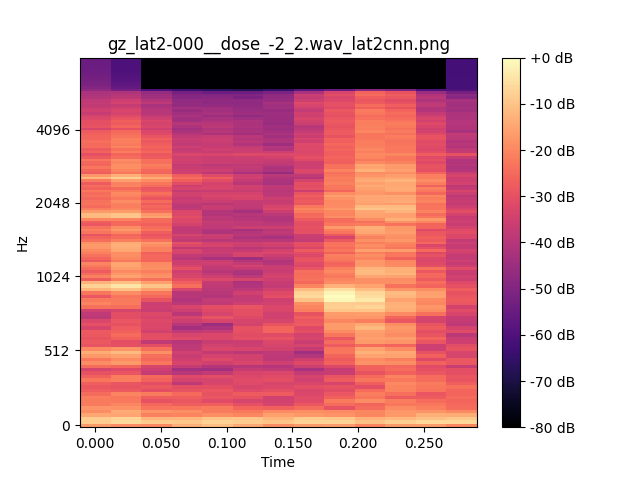 gz_lat2-000__dose_-2_2.wav_lat2cnn.png
Hz
4096
2048
1024
512
0
0.000 0.050 0.100 0.150 0.200 0.250
Time
+0 dB
-10 dB
-20 dB
-30 dB
-40 dB
-50 dB
-60 dB
-70 dB
-80 dB